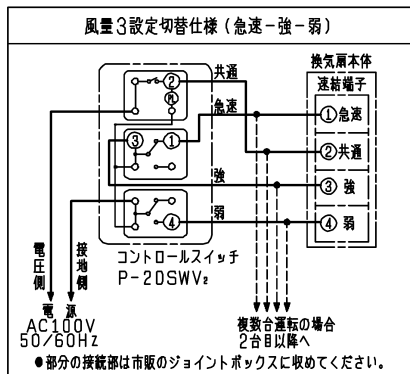 風量3設定切替仕様(急速-強-弱)
換気扇本体
速結端子
共通
急速
強
弱
②
PL
③
①
④
①急速
②共通
③ 強
④ 弱
コントロールスイッチ
P-20SWV₂
電圧側
接地側
電 源
AC100V
50/60Hz
複数台運転の場合
2台目以降へ
●部分の接続部は市販のジョイントボックスに収めてください。